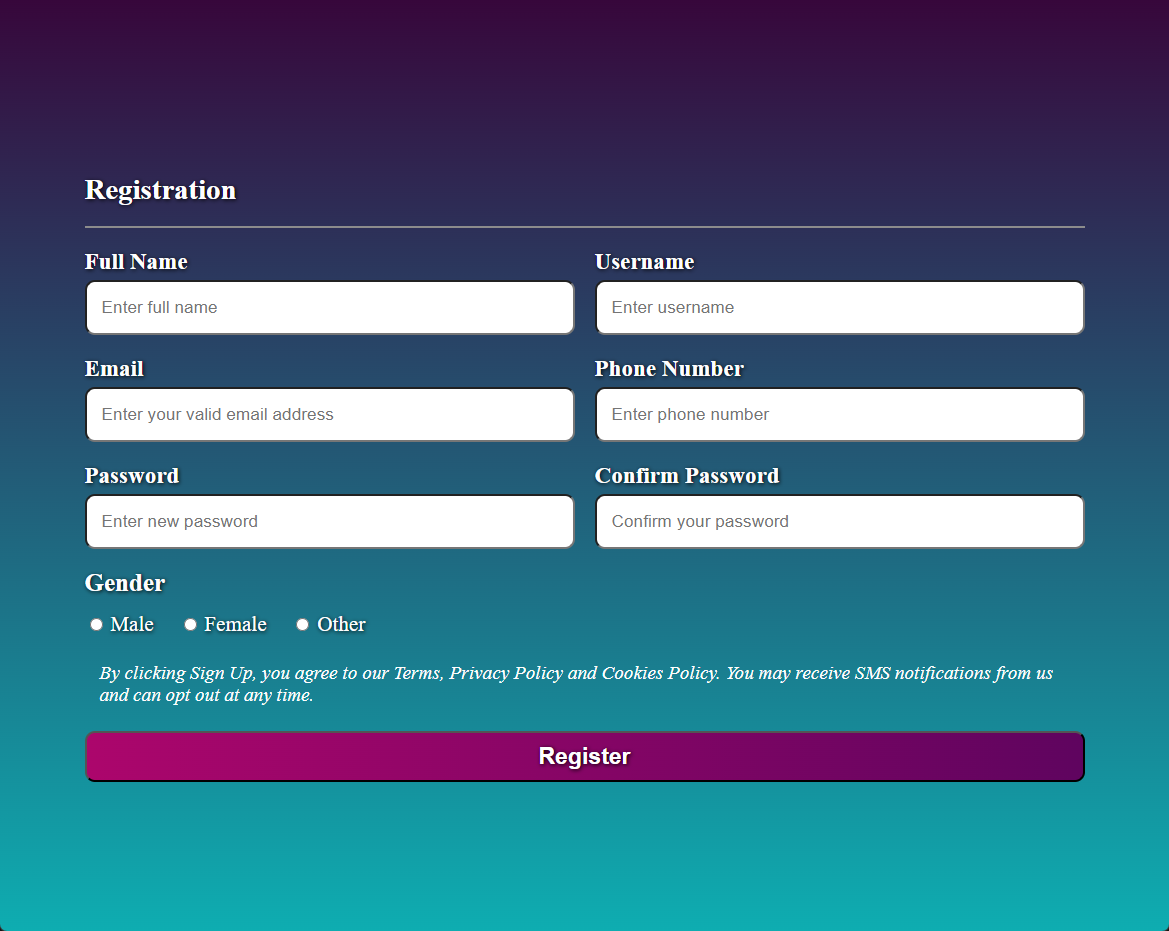 Registration
Full Name
Username
Enter full name
Enter username
Email
Phone Number
Enter your valid email address
Enter phone number
Password
Confirm Password
Enter new password
Confirm your password
Gender
Male
Female
Other
By clicking Sign Up, you agree to our Terms, Privacy Policy and Cookies Policy. You may receive SMS notifications from us
and can opt out at any time.
Register